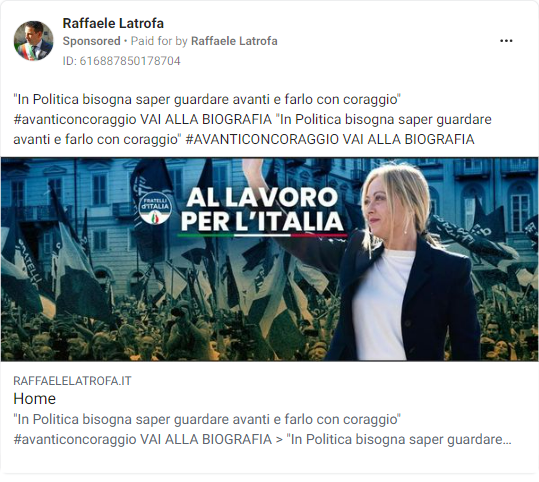 Raffaele Latrofa
Sponsored • Paid for by Raffaele Latrofa
ID: 616887850178704
"In Politica bisogna saper guardare avanti e farlo con coraggio"
#avanticoncoraggio VAI ALLA BIOGRAFIA "In Politica bisogna saper guardare
avanti e farlo con coraggio" #AVANTICONCORAGGIO VAI ALLA BIOGRAFIA
FRATELLI
d'ITALIA
AL LAVORO
PER L'ITALIA
FRATELLI
RAFFAELELATROFA.IT
Home
"In Politica bisogna saper guardare avanti e farlo con coraggio"
#avanticoncoraggio VAI ALLA BIOGRAFIA > "In Politica bisogna saper guardare...